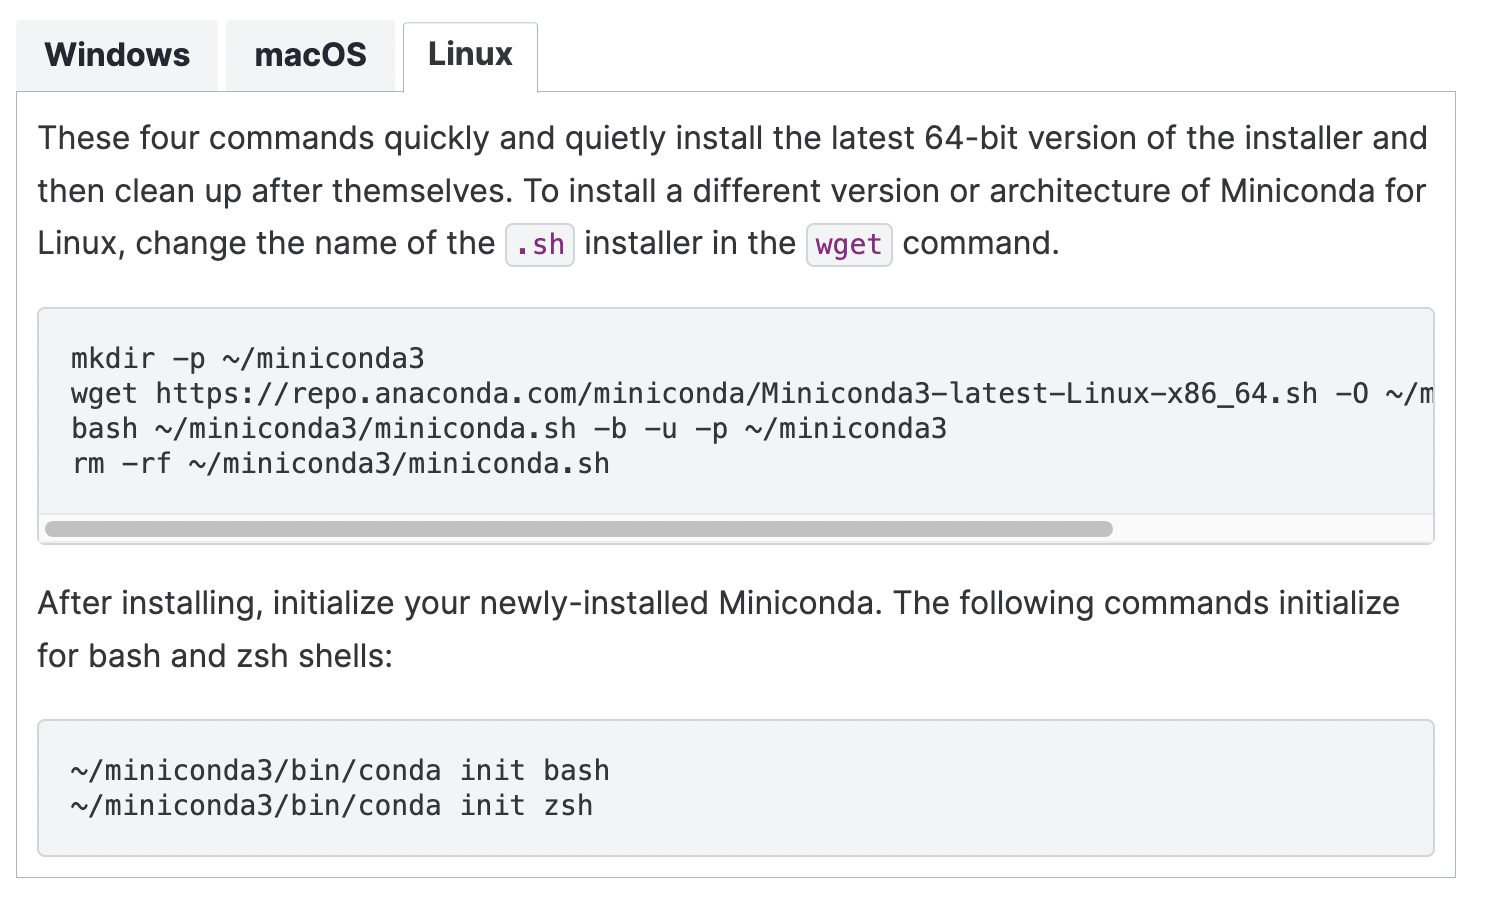 Windows macOS Linux
These four commands quickly and quietly install the latest 64-bit version of the installer and
then clean up after themselves. To install a different version or architecture of Miniconda for
Linux, change the name of the .sh installer in the wget command.
mkdir -p ~/miniconda3
wget https://repo.anaconda.com/miniconda/Miniconda3-latest-Linux-x86_64.sh -O ~/m
bash ~/miniconda3/miniconda.sh -b -u -p ~/miniconda3
rm -rf ~/miniconda3/miniconda.sh
After installing, initialize your newly-installed Miniconda. The following commands initialize
for bash and zsh shells:
~/miniconda3/bin/conda init bash
~/miniconda3/bin/conda init zsh